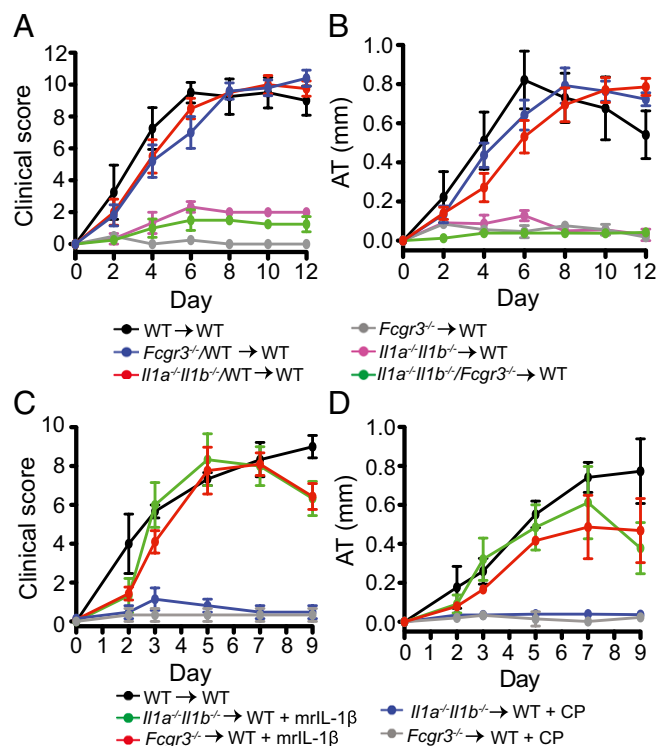 A
B
Clinical score
12
10
8
6
4
2
0
0 2 4 6 8 10 12
Day
AT (mm)
1.0
0.8
0.6
0.4
0.2
0.0
0 2 4 6 8 10 12
Day
WT → WT
Fcgr3-/-/WT → WT
Il1a-/-Il1b-/-/WT → WT
Fcgr3-/- → WT
Il1a-/-Il1b-/- → WT
Il1a-/-Il1b-/-/Fcgr3-/- → WT
C
D
Clinical score
10
8
6
4
2
0
0 1 2 3 4 5 6 7 8 9
Day
AT (mm)
1.0
0.8
0.6
0.4
0.2
0.0
0 1 2 3 4 5 6 7 8 9
Day
WT → WT
Il1a-/-Il1b-/- → WT + mrIL-1β
Fcgr3-/- → WT + mrIL-1β
Il1a-/-Il1b-/- → WT + CP
Fcgr3-/- → WT + CP